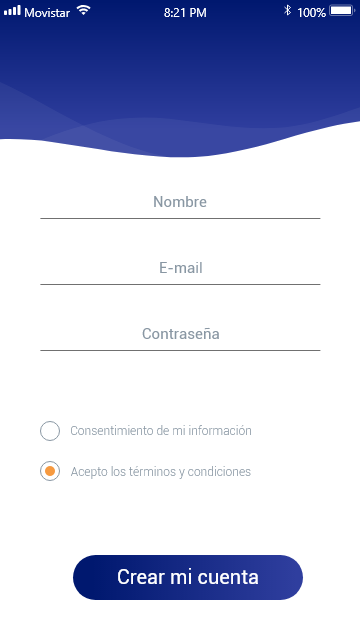 Movistar 8:21 PM 100%
Nombre
E-mail
Contraseña
Consentimiento de mi información
Acepto los términos y condiciones
Crear mi cuenta